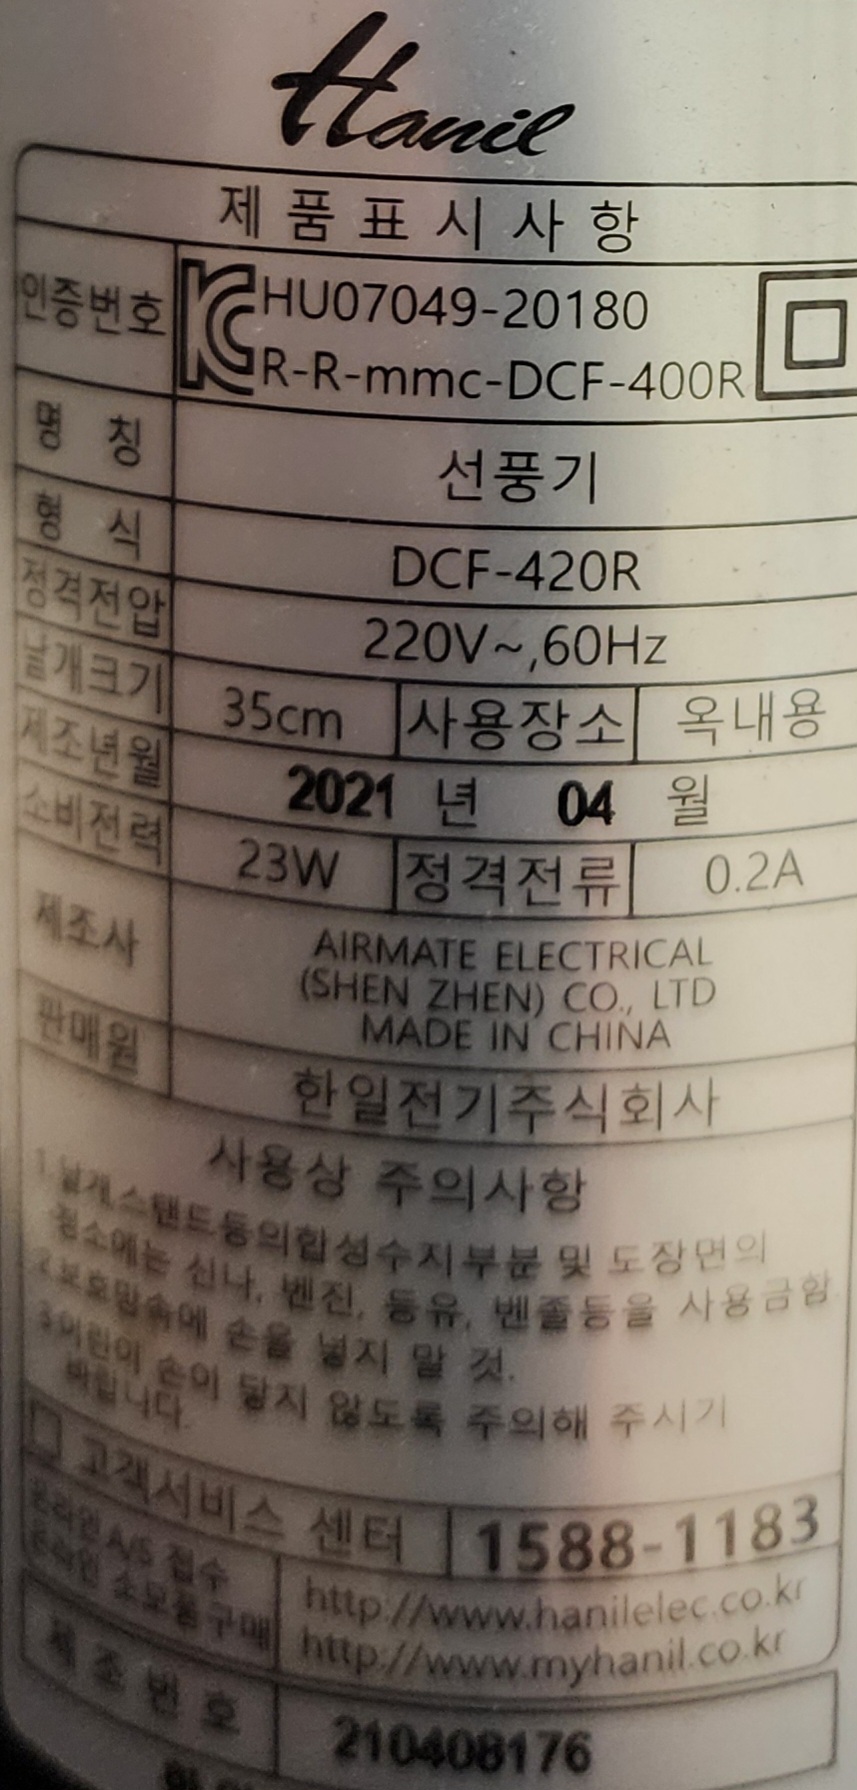 Hanil
제품표시사항
인증번호 HU07049-20180
R-R-mmc-DCF-400R
명 칭 선풍기
형 식 DCF-420R
정격전압 220V~,60Hz
날개크기 35cm 사용장소 옥내용
제조년월 2021 년 04 월
소비전력 23W 정격전류 0.2A
제조사 AIRMATE ELECTRICAL
(SHEN ZHEN) CO., LTD
MADE IN CHINA
판매원 한일전기주식회사
사용상 주의사항
1.날개,스탠드등의합성수지부분 및 도장면의
청소에는 신나, 벤진, 등유, 벤졸등을 사용금함.
2.보호망속에 손을 넣지 말 것.
3.어린이 손이 닿지 않도록 주의해 주시기
바랍니다.
고객서비스 센터 1588-1183
온라인 A/S 접수 http://www.hanilelec.co.kr
온라인 소모품구매 http://www.myhanil.co.kr
제조번호 210408176